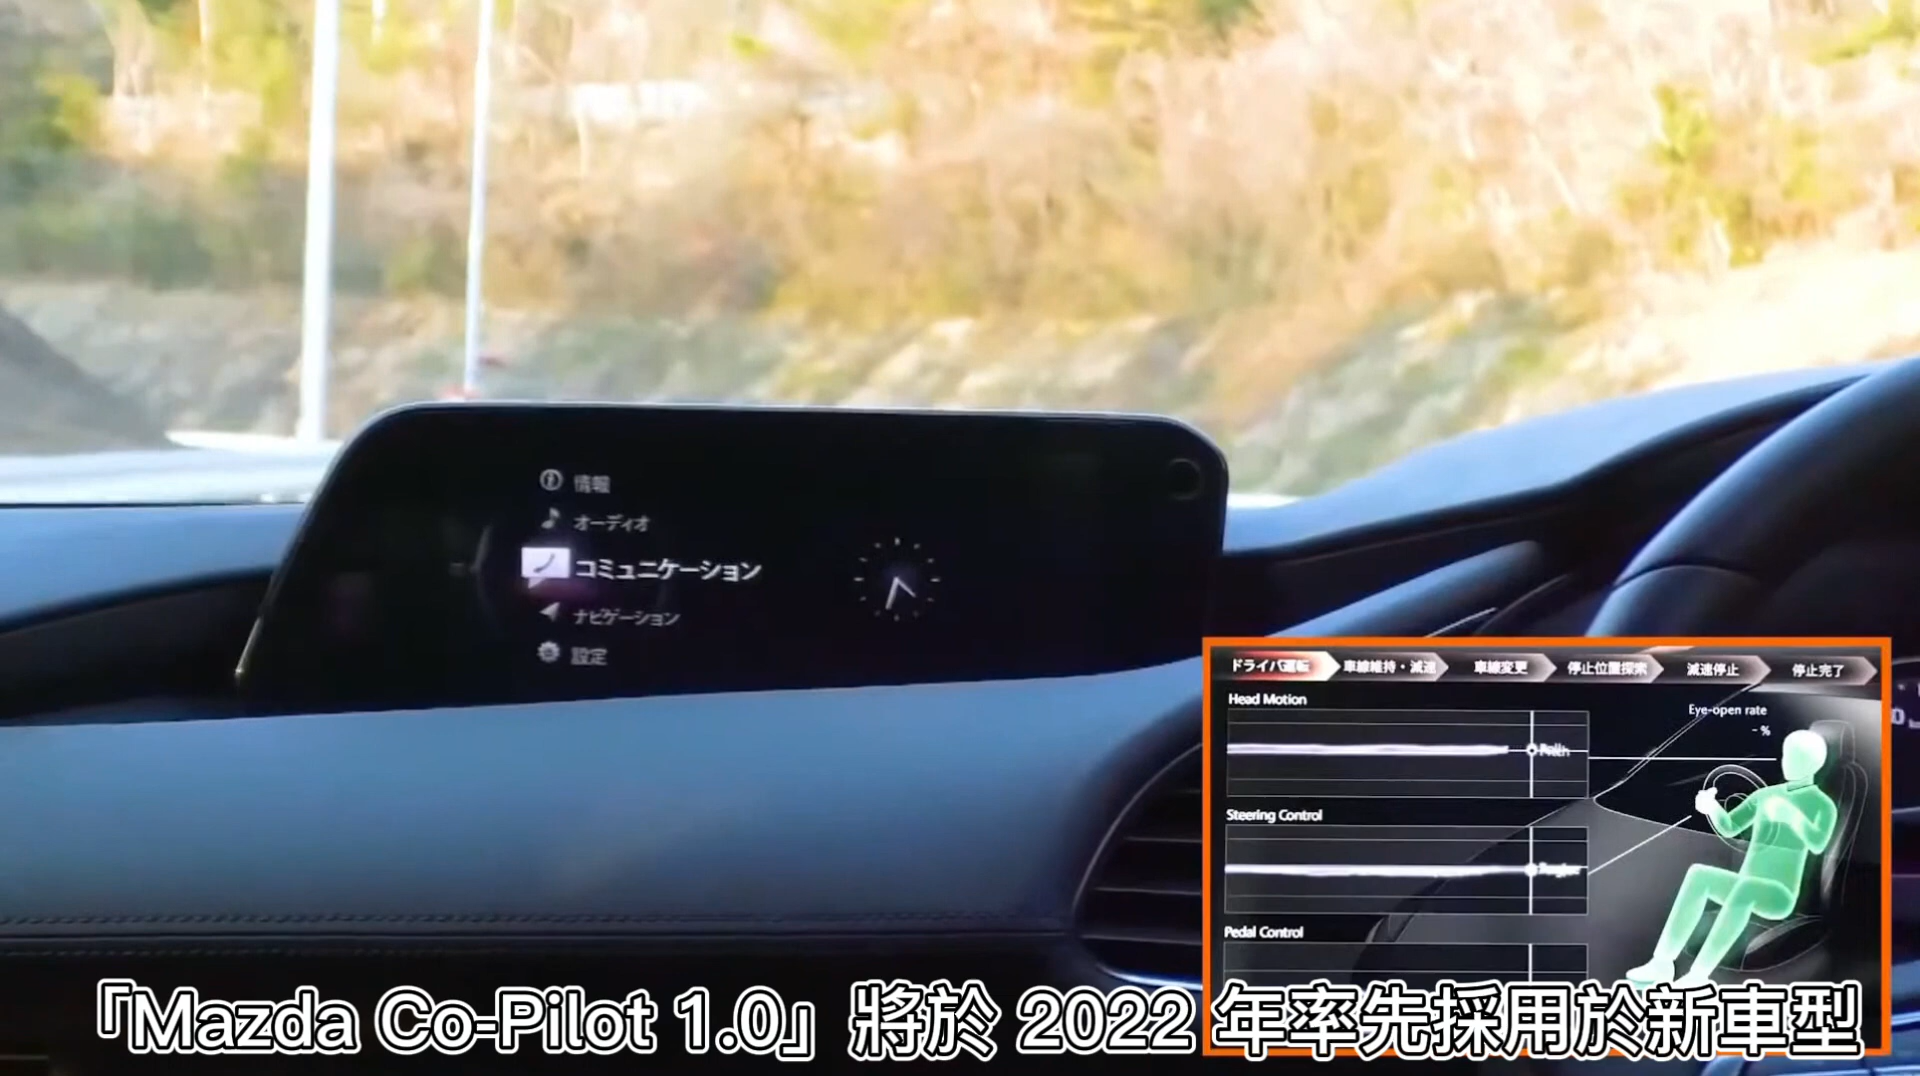 情報
オーディオ
コミュニケーション
ナビゲーション
設定
ドライバ運転 車線維持・減速 車線変更 停止位置探索 減速停止 停止完了
Head Motion
Eye-open rate
- %
Steering Control
Pedal Control
「Mazda Co-Pilot 1.0」將於 2022 年率先採用於新車型